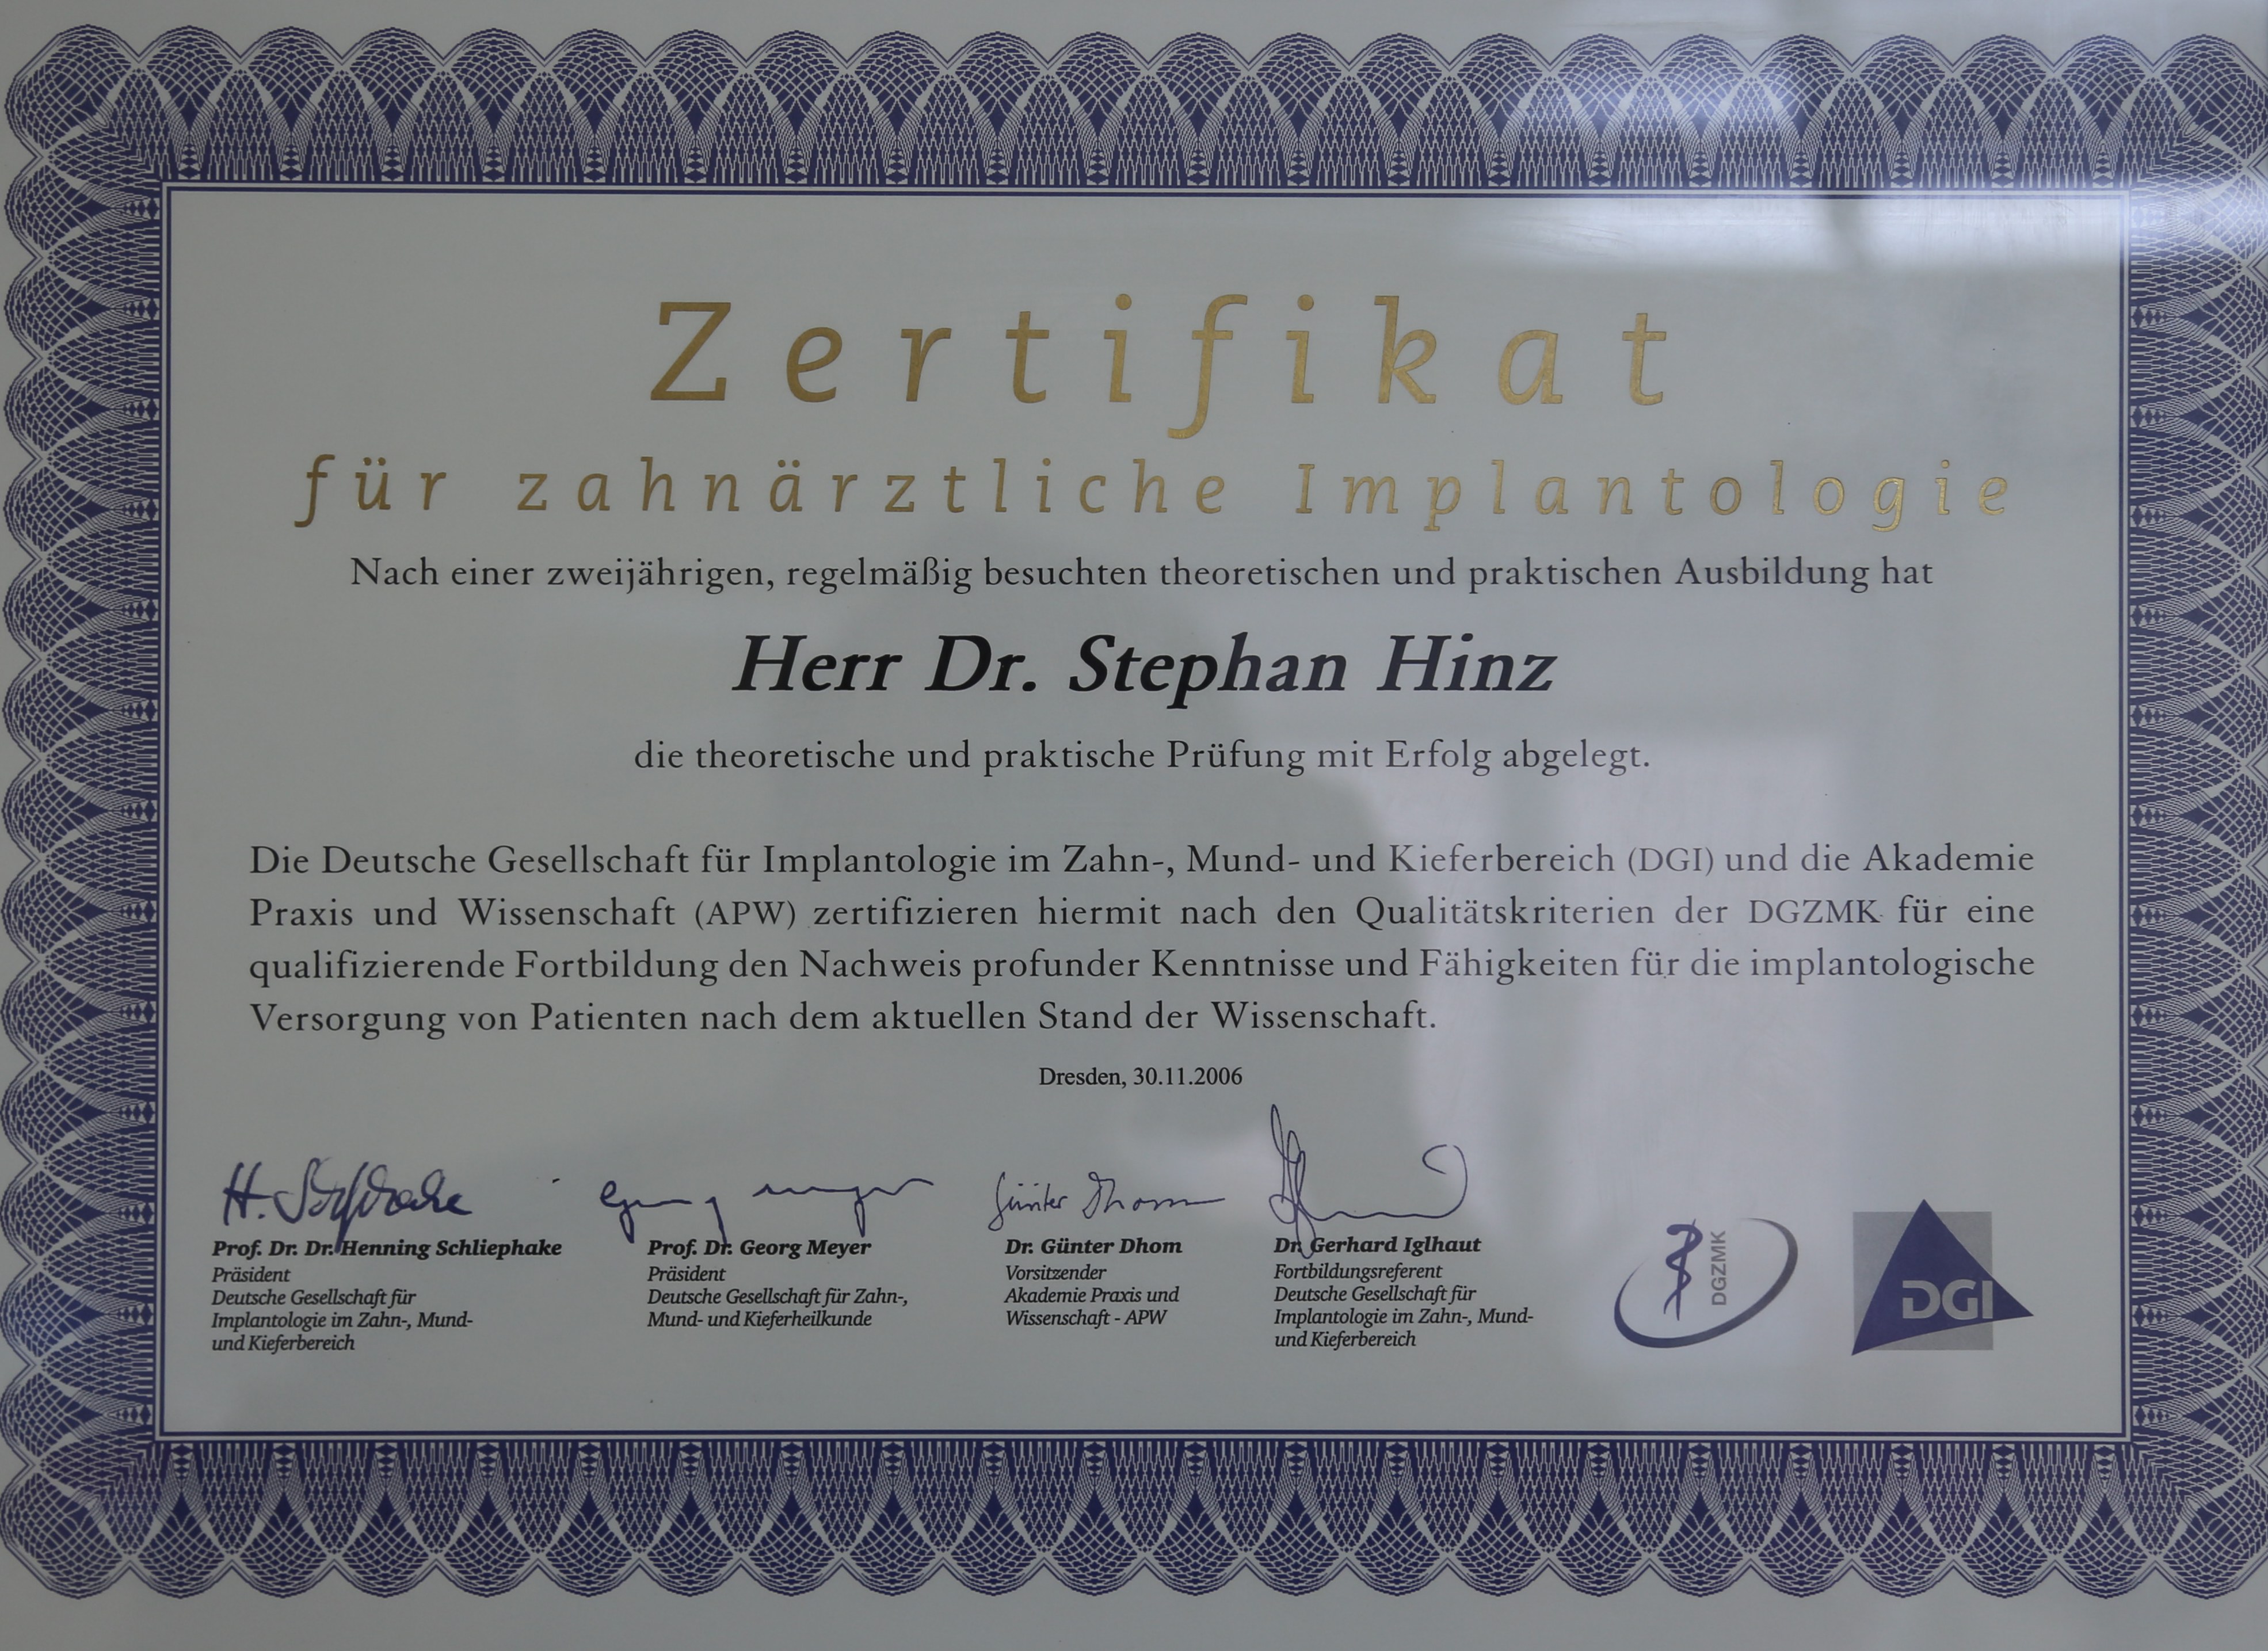 Zertifikat
für zahnärztliche Implantologie
Nach einer zweijährigen, regelmäßig besuchten theoretischen und praktischen Ausbildung hat
Herr Dr. Stephan Hinz
die theoretische und praktische Prüfung mit Erfolg abgelegt.
Die Deutsche Gesellschaft für Implantologie im Zahn-, Mund- und Kieferbereich (DGI) und die Akademie
Praxis und Wissenschaft (APW) zertifizieren hiermit nach den Qualitätskriterien der DGZMK für eine
qualifizierende Fortbildung den Nachweis profunder Kenntnisse und Fähigkeiten für die implantologische
Versorgung von Patienten nach dem aktuellen Stand der Wissenschaft.
Dresden, 30.11.2006
H. Schliephake
Georg Meyer
Günter Dhom
Prof. Dr. Dr. Henning Schliephake
Präsident
Deutsche Gesellschaft für
Implantologie im Zahn-, Mund-
und Kieferbereich
Prof. Dr. Georg Meyer
Präsident
Deutsche Gesellschaft für Zahn-,
Mund- und Kieferheilkunde
Dr. Günter Dhom
Vorsitzender
Akademie Praxis und
Wissenschaft - APW
Dr. Gerhard Iglhaut
Fortbildungsreferent
Deutsche Gesellschaft für
Implantologie im Zahn-, Mund-
und Kieferbereich
DGZMK
DGI